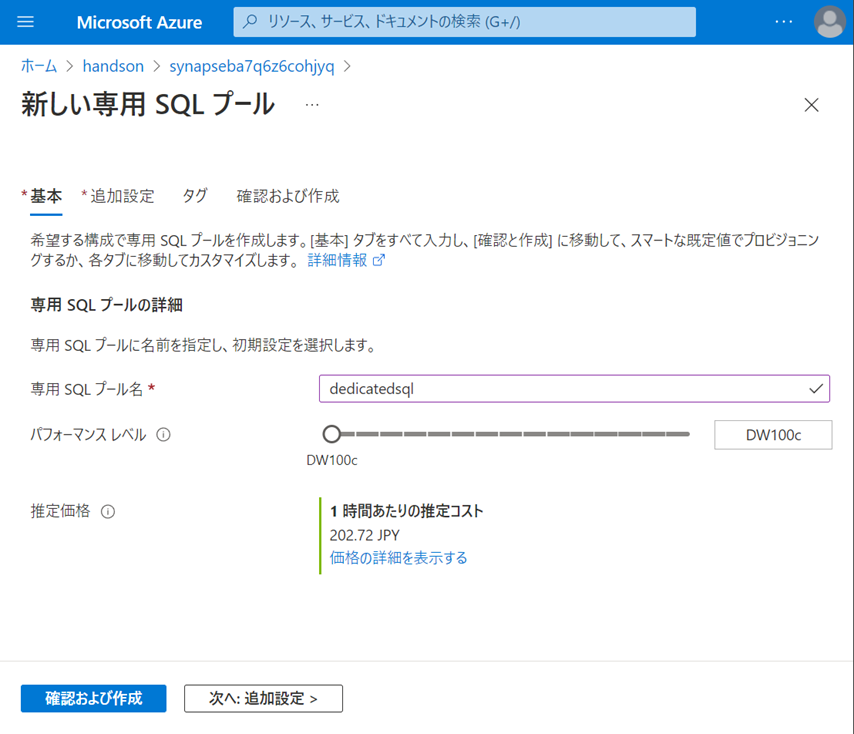 Microsoft Azure
リソース、サービス、ドキュメントの検索 (G+/)
ホーム > handson > synapseba7q6z6cohjyq >
新しい専用 SQL プール ...
* 基本 * 追加設定 タグ 確認および作成
希望する構成で専用 SQL プールを作成します。[基本] タブをすべて入力し、[確認と作成] に移動して、スマートな既定値でプロビジョニン
グするか、各タブに移動してカスタマイズします。 詳細情報
専用 SQL プールの詳細
専用 SQL プールに名前を指定し、初期設定を選択します。
専用 SQL プール名 * dedicatedsql
パフォーマンス レベル DW100c
DW100c
推定価格 1 時間あたりの推定コスト
202.72 JPY
価格の詳細を表示する
確認および作成 次へ: 追加設定 >